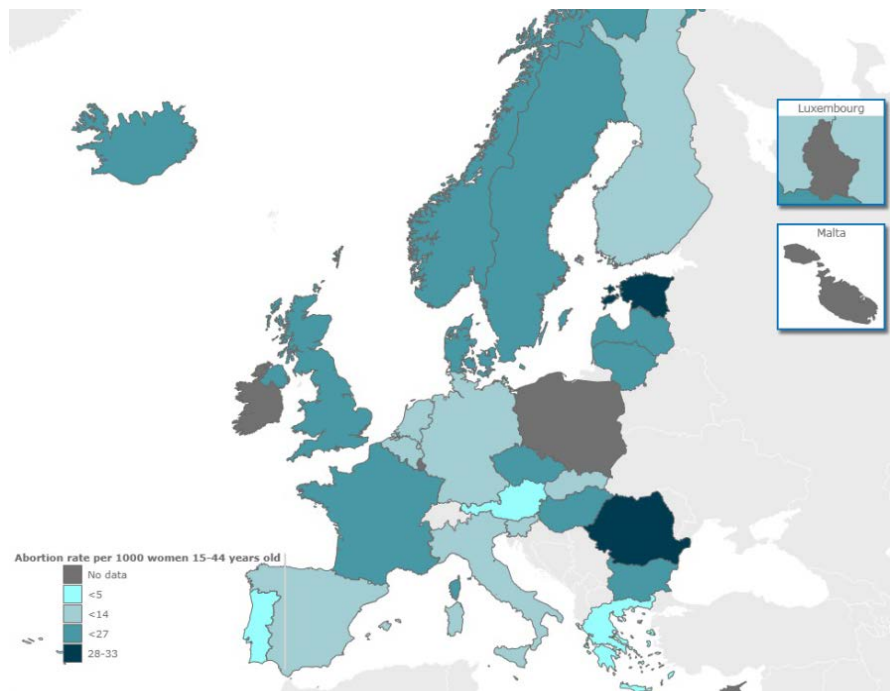 Luxembourg
Malta
Abortion rate per 1000 women 15-44 years old
No data
<5
<14
<27
28-33